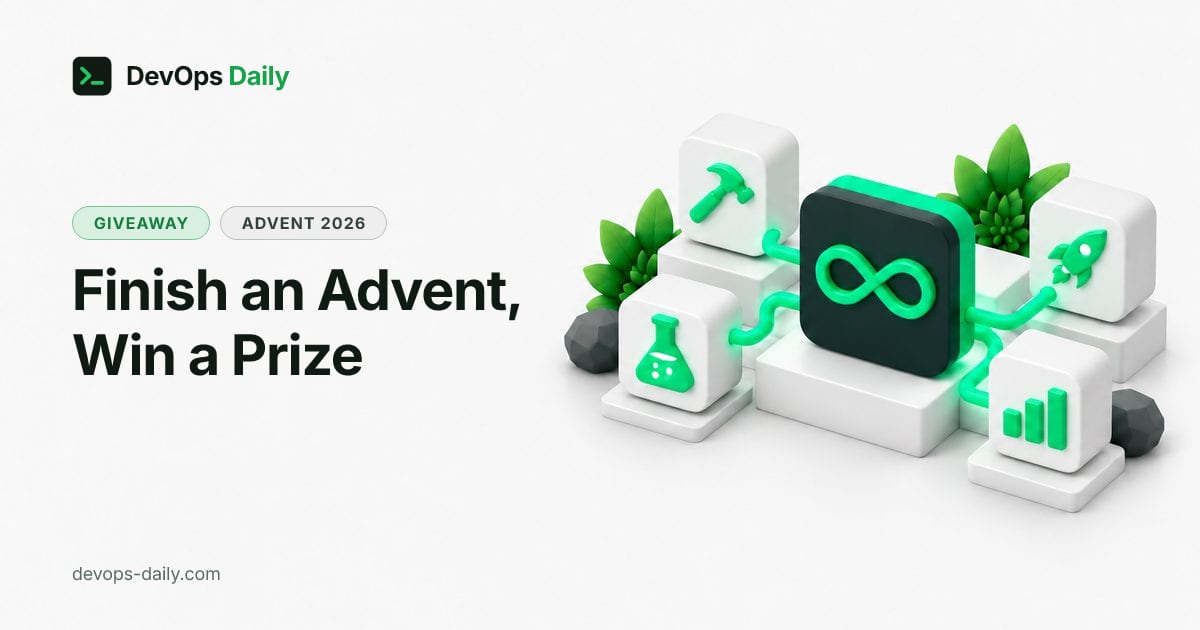 DevOps Daily
GIVEAWAY
ADVENT 2026
Finish an Advent,
Win a Prize
devops-daily.com